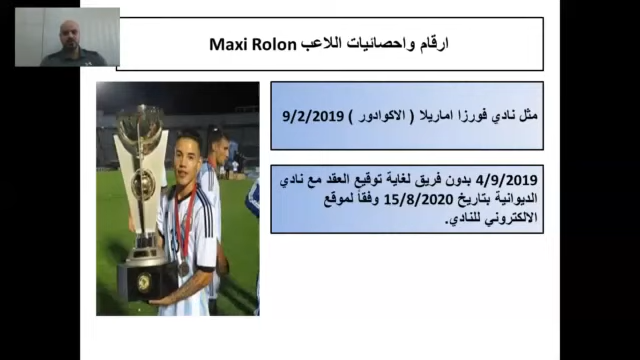 ارقام واحصائيات اللاعب Maxi Rolon
مثل نادي فورزا اماريلا ( الاكوادور ) 9/2/2019
4/9/2019 بدون فريق لغاية توقيع العقد مع نادي
الديوانية بتاريخ 15/8/2020 وفقاً لموقع
الالكتروني للنادي.